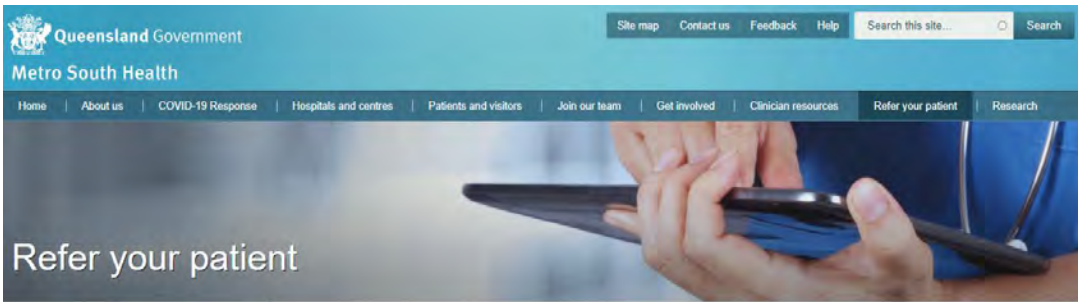 Site map Contact us Feedback Help Search this site... Search
Queensland Government
Metro South Health
Home About us COVID-19 Response Hospitals and centres Patients and visitors Join our team Get involved Clinician resources Refer your patient Research
Refer your patient